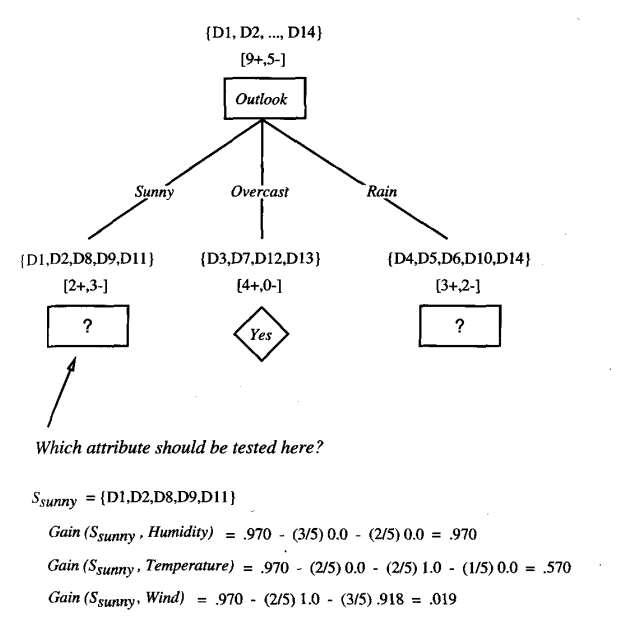 {D1, D2, ..., D14}
[9+,5-]
Outlook
Sunny Overcast Rain
{D1,D2,D8,D9,D11} {D3,D7,D12,D13} {D4,D5,D6,D10,D14}
[2+,3-] [4+,0-] [3+,2-]
? Yes ?
Which attribute should be tested here?
Ssunny = {D1,D2,D8,D9,D11}
Gain (Ssunny , Humidity) = .970 - (3/5) 0.0 - (2/5) 0.0 = .970
Gain (Ssunny , Temperature) = .970 - (2/5) 0.0 - (2/5) 1.0 - (1/5) 0.0 = .570
Gain (Ssunny , Wind) = .970 - (2/5) 1.0 - (3/5) .918 = .019